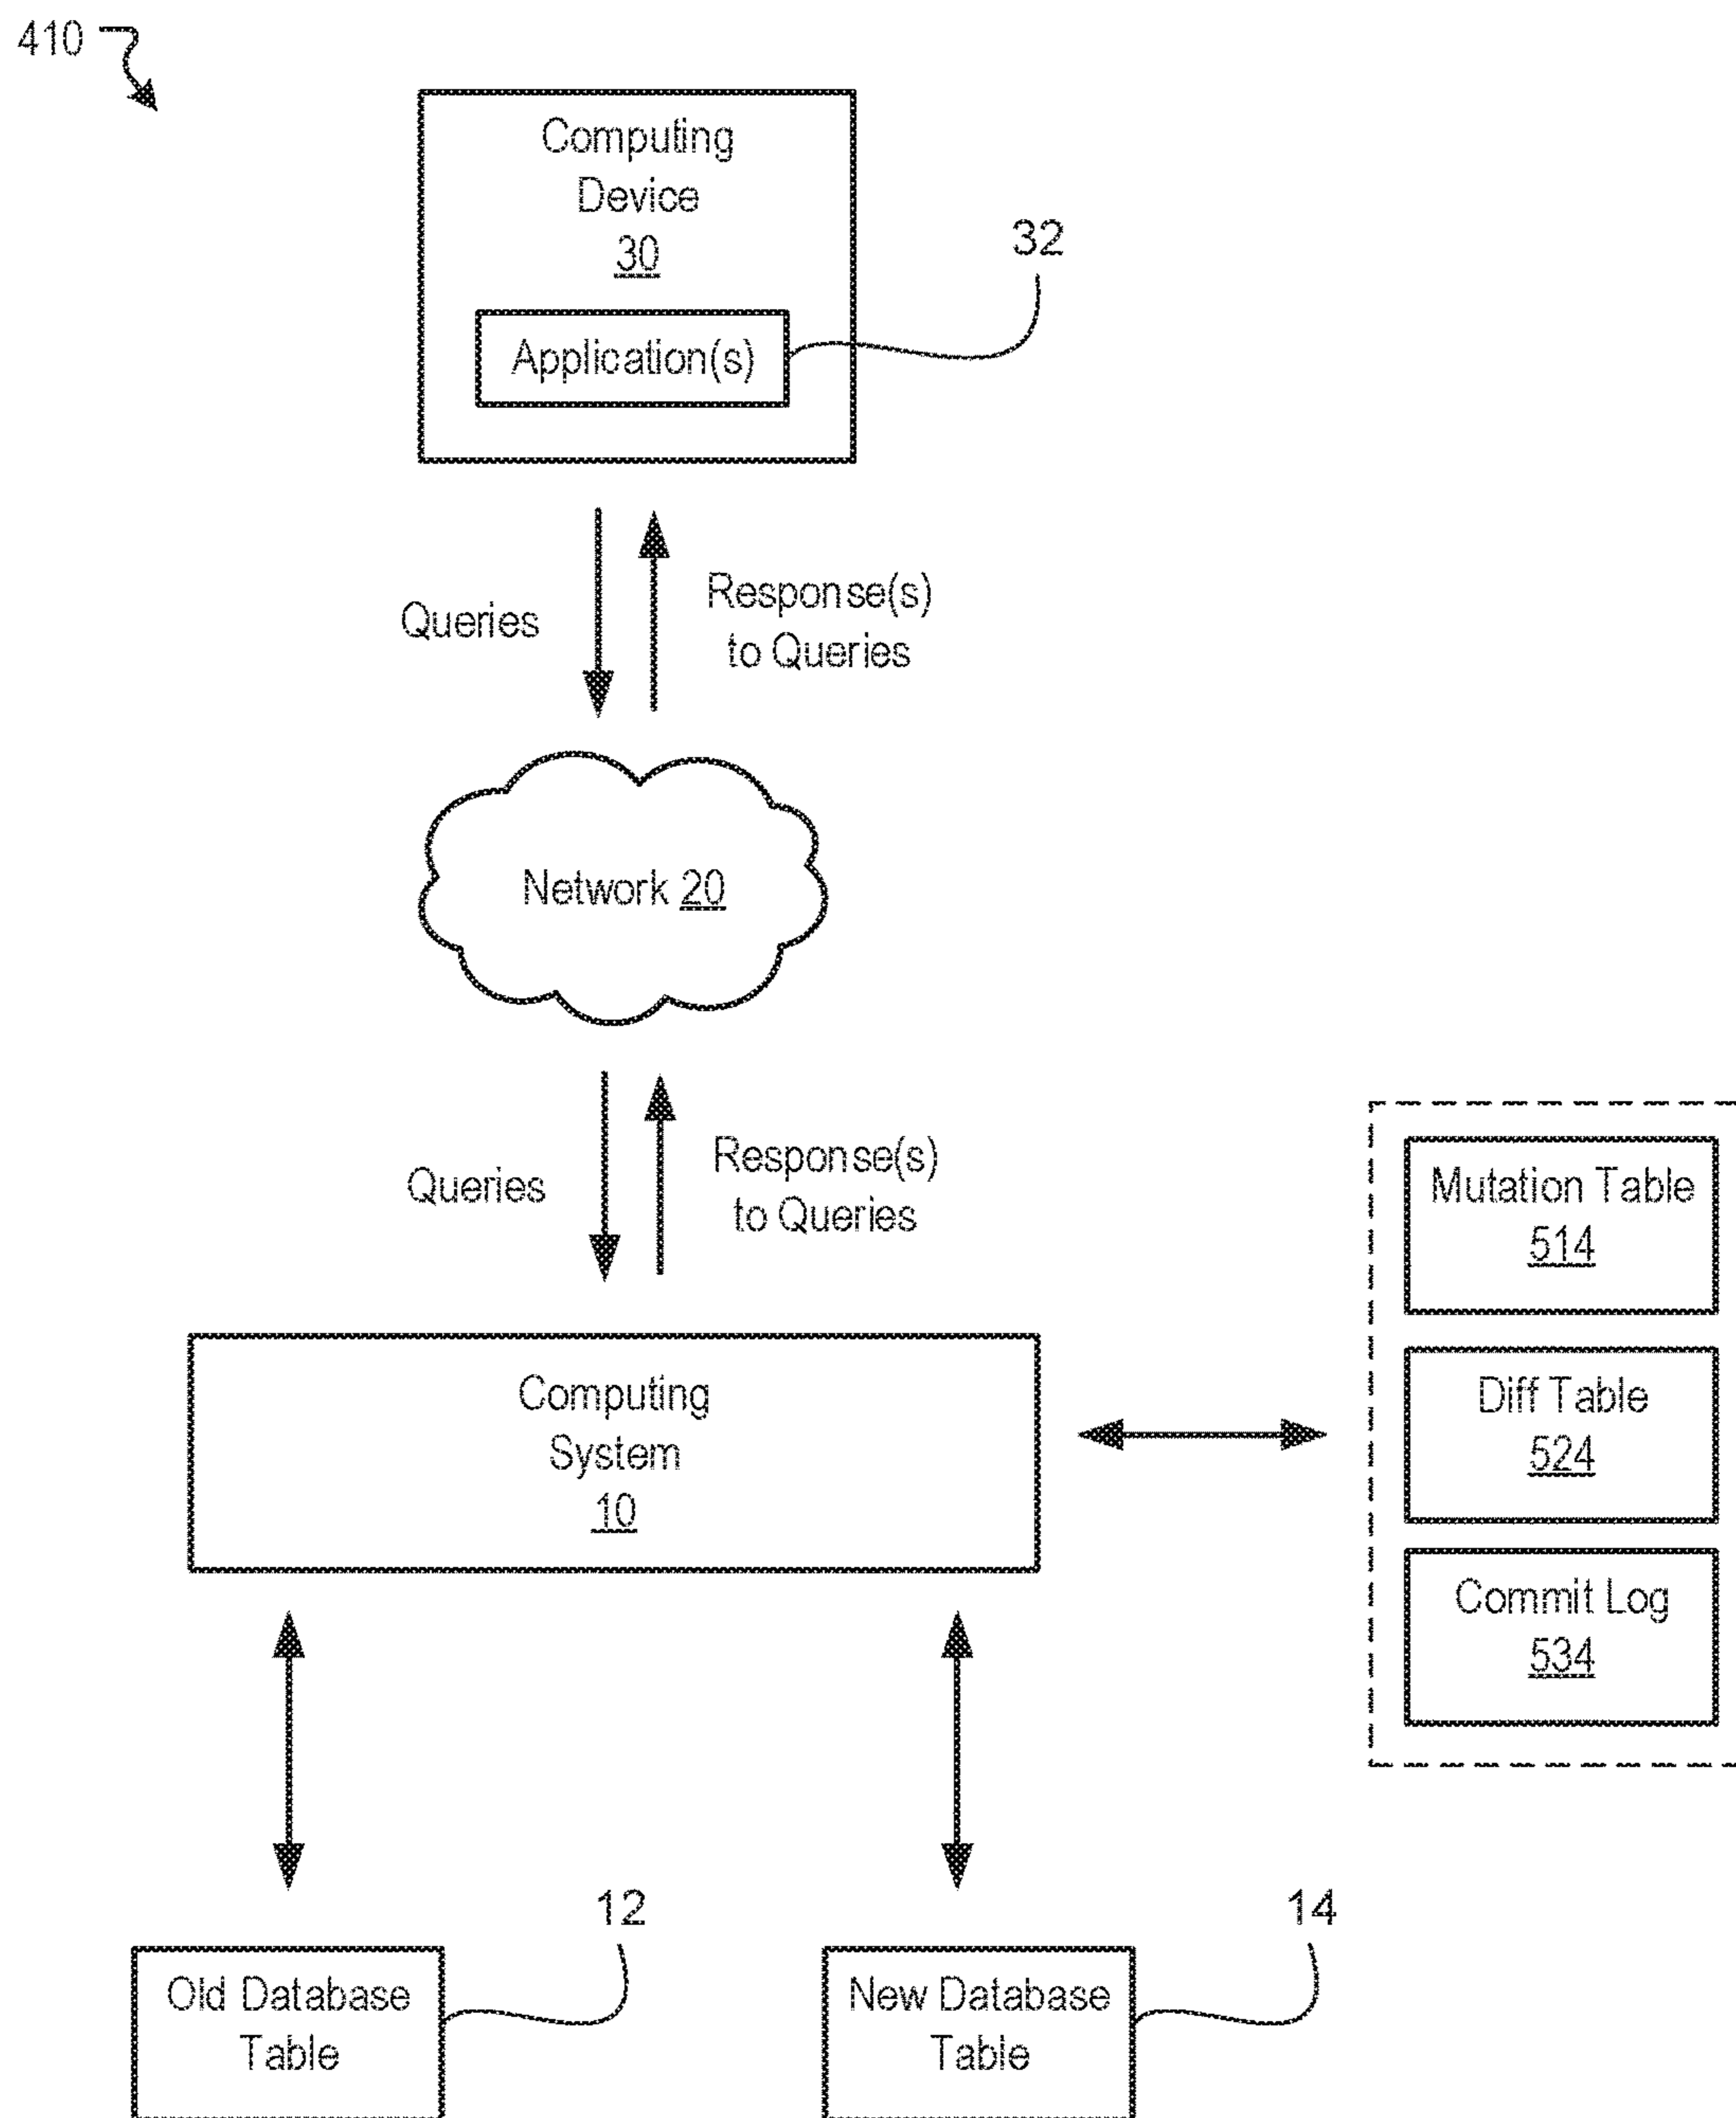 410
Computing
Device
30
32
Application(s)
Queries
Response(s)
to Queries
Network 20
Queries
Response(s)
to Queries
Mutation Table
514
Computing
System
10
Diff Table
524
Commit Log
534
12
14
Old Database
Table
New Database
Table